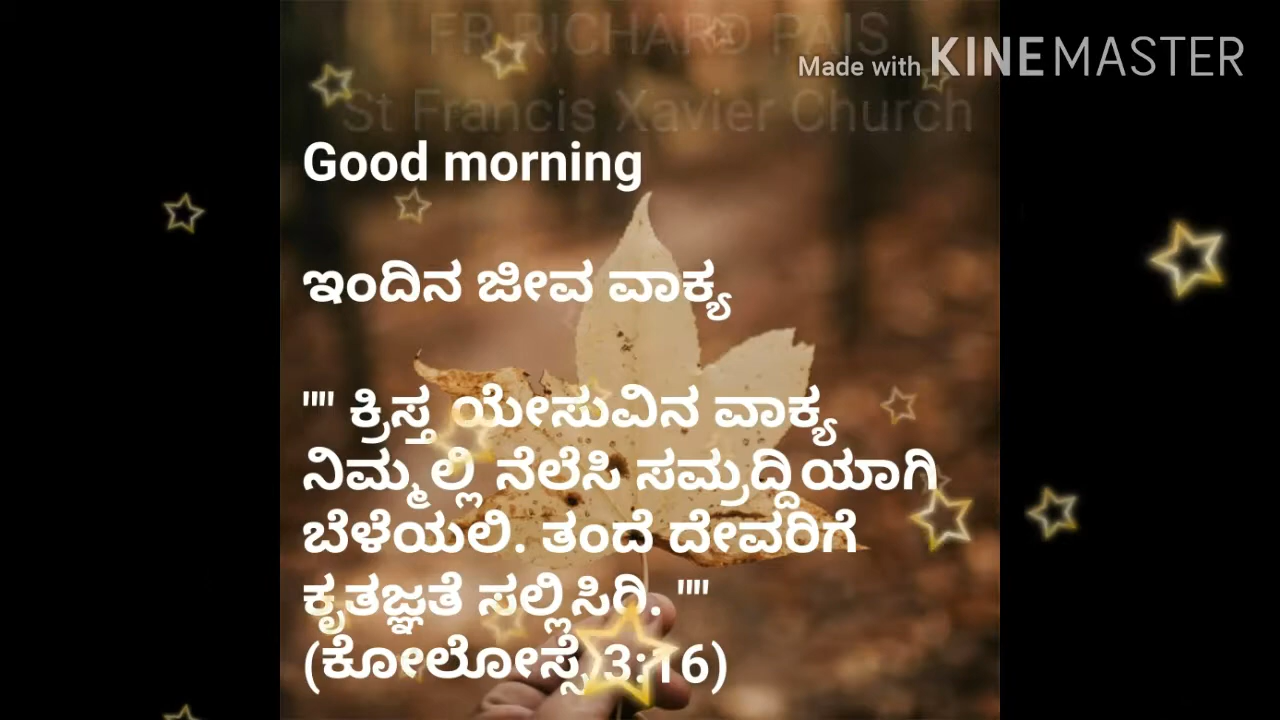 FR RICHARD PAIS
Made with KINEMASTER
St Francis Xavier Church
Good morning
ಇಂದಿನ ಜೀವ ವಾಕ್ಯ
"" ಕ್ರಿಸ್ತ ಯೇಸುವಿನ ವಾಕ್ಯ
ನಿಮ್ಮಲ್ಲಿ ನೆಲೆಸಿ ಸಮ್ರದ್ದಿಯಾಗಿ
ಬೆಳೆಯಲಿ. ತಂದೆ ದೇವರಿಗೆ
ಕೃತಜ್ಞತೆ ಸಲ್ಲಿಸಿರಿ. ""
(ಕೋಲೋಸ್ಸೆ 3:16)